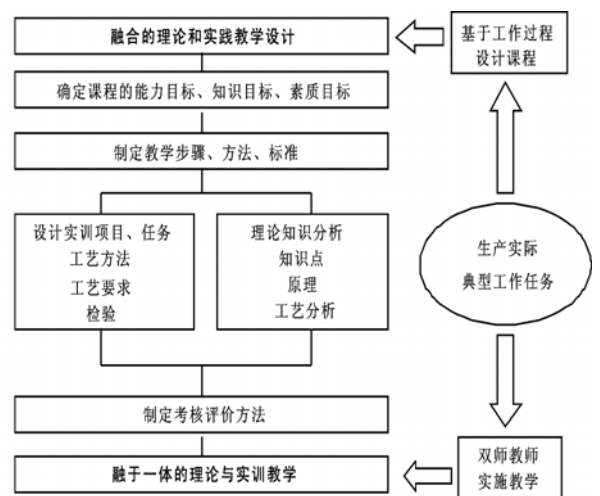 融合的理论和实践教学设计
基于工作过程
设计课程
确定课程的能力目标、知识目标、素质目标
制定教学步骤、方法、标准
设计实训项目、任务
工艺方法
工艺要求
检验
理论知识分析
知识点
原理
工艺分析
生产实际
典型工作任务
制定考核评价方法
融于一体的理论与实训教学
双师教师
实施教学